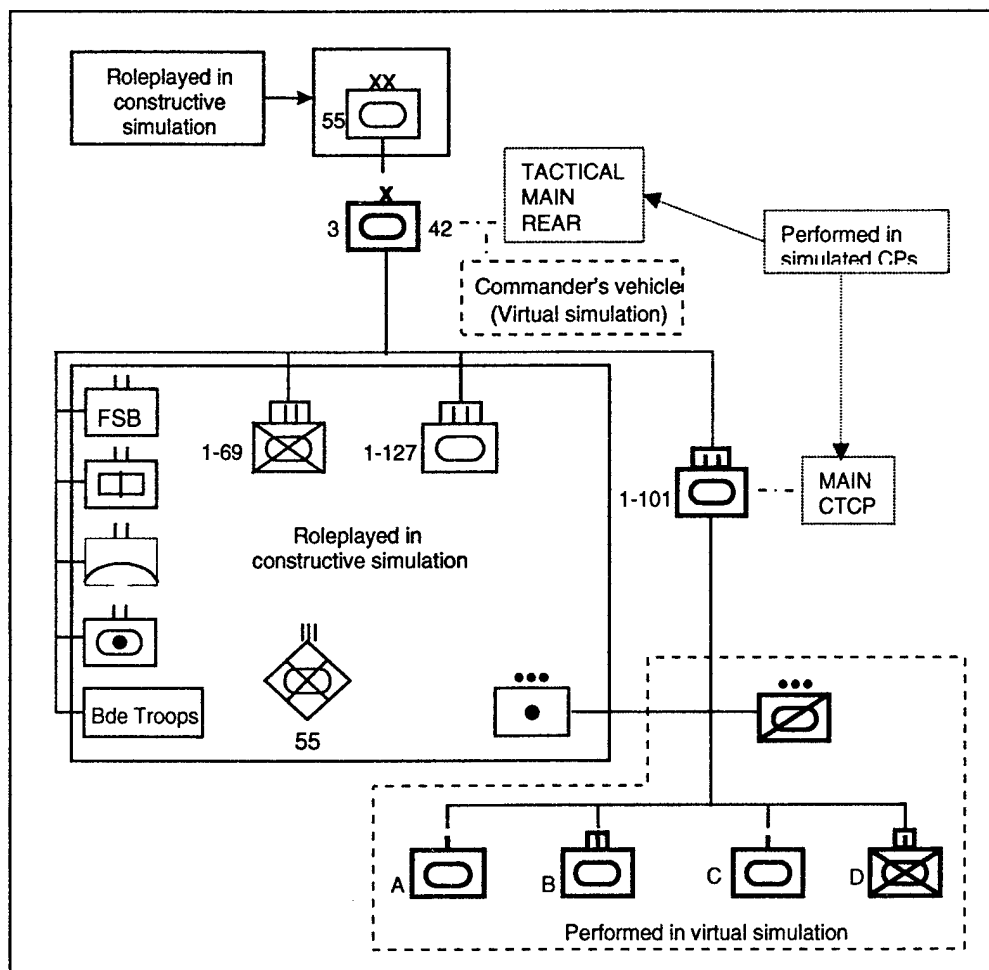 Roleplayed in
constructive
simulation
XX
55
X
3
42
TACTICAL
MAIN
REAR
Performed in
simulated CPs
Commander's vehicle
(Virtual simulation)
FSB
1-69
1-127
1-101
MAIN
CTCP
Roleplayed in
constructive simulation
Bde Troops
55
A
B
C
D
Performed in virtual simulation